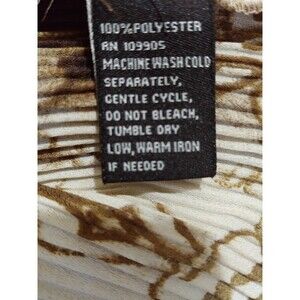 100%POLYESTER
RN 109905
MACHINE WASH COLD
SEPARATELY,
GENTLE CYCLE,
DO NOT BLEACH,
TUMBLE DRY
LOW, WARM IRON
IF NEEDED